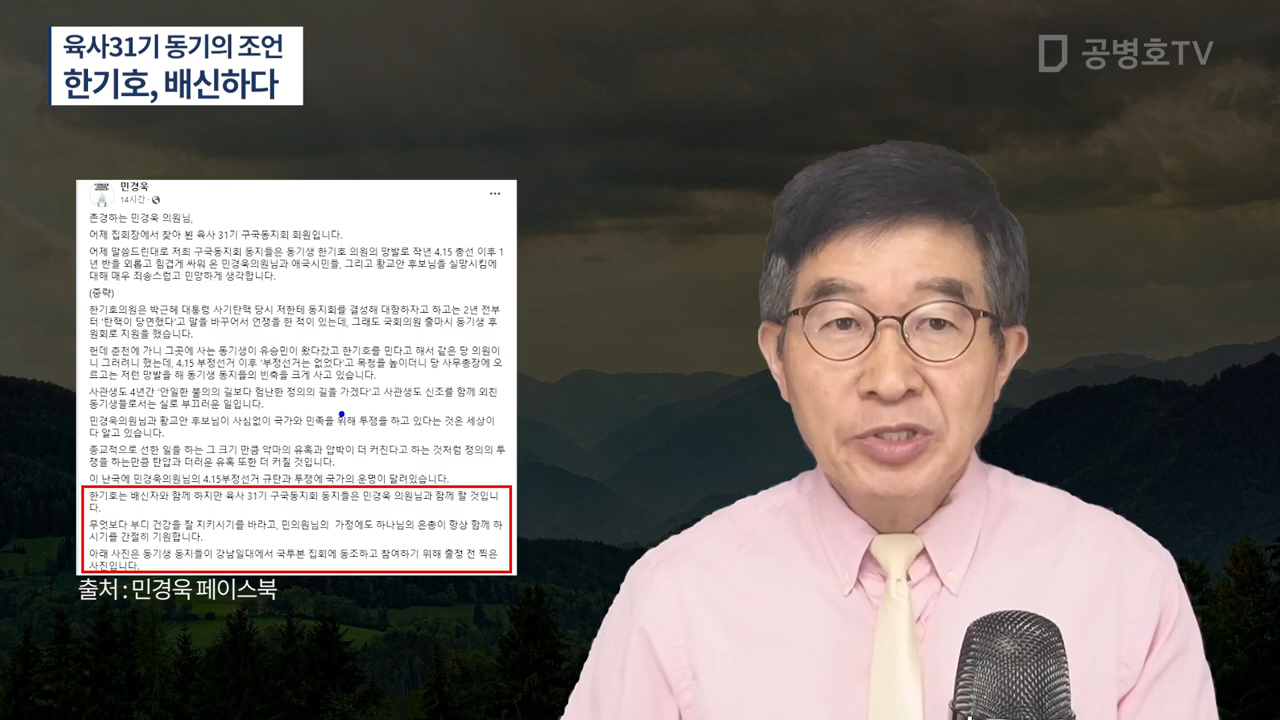 육사31기 동기의 조언
한기호, 배신하다
공병호TV
민경욱
14시간 ·
존경하는 민경욱 의원님,
어제 집회장에서 찾아 뵌 육사 31기 구국동지회 회원입니다.
어제 말씀드린대로 저희 구국동지회 동지들은 동기생 한기호 의원의 망발로 작년 4.15 총선 이후 1
년 반을 외롭고 힘겹게 싸워 온 민경욱의원님과 애국시민들, 그리고 황교안 후보님을 실망시킴에
대해 매우 죄송스럽고 민망하게 생각합니다.
(중략)
한기호의원은 박근혜 대통령 사기탄핵 당시 저한테 동지회를 결성해 대항하자고 하고는 2년 전부
터 '탄핵이 당연했다'고 말을 바꾸어서 언쟁을 한 적이 있는데, 그래도 국회의원 출마시 동기생 후
원회로 지원을 했습니다.
헌데 춘천에 가니 그곳에 사는 동기생이 유승민이 왔다갔고 한기호를 민다고 해서 같은 당 의원이
니 그러려니 했는데, 4.15 부정선거 이후 '부정선거는 없었다'고 목청을 높이더니 당 사무총장에 오
르고는 저런 망발을 해 동기생 동지들의 빈축을 크게 사고 있습니다.
사관생도 4년간 '안일한 불의의 길보다 험난한 정의의 길을 가겠다'고 사관생도 신조를 함께 외친
동기생들로서는 실로 부끄러운 일입니다.
민경욱의원님과 황교안 후보님이 사심없이 국가와 민족을 위해 투쟁을 하고 있다는 것은 세상이
다 알고 있습니다.
종교적으로 선한 일을 하는 그 크기 만큼 악마의 유혹과 압박이 더 커진다고 하는 것처럼 정의의 투
쟁을 하는만큼 탄압과 더러운 유혹 또한 더 커질 것입니다.
이 난국에 민경욱의원님의 4.15부정선거 규탄과 투쟁에 국가의 운명이 달려있습니다.
한기호는 배신자와 함께 하지만 육사 31기 구국동지회 동지들은 민경욱 의원님과 함께 할 것입니
다.
무엇보다 부디 건강을 잘 지키시기를 바라고, 민의원님의 가정에도 하나님의 은총이 항상 함께 하
시기를 간절히 기원합니다.
아래 사진은 동기생 동지들이 강남일대에서 국투본 집회에 동조하고 참여하기 위해 출정 전 찍은
사진입니다.
출처 : 민경욱 페이스북